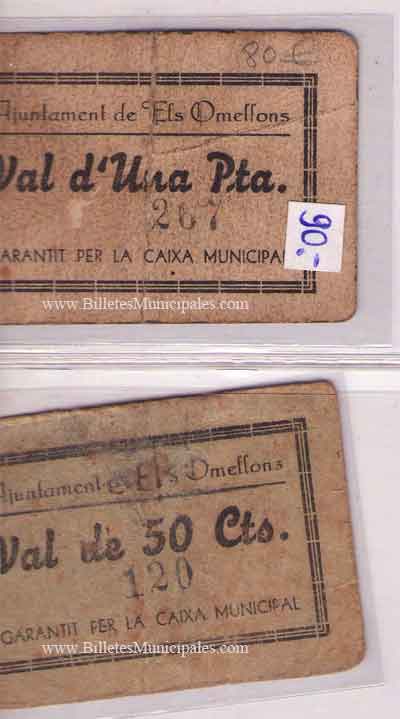 80 €
Ajuntament de Els Omellons
Val d'Una Pta.
267
GARANTIT PER LA CAIXA MUNICIPAL
90.-
www.BilletesMunicipales.com
Ajuntament de Els Omellons
Val de 50 Cts.
120
GARANTIT PER LA CAIXA MUNICIPAL
www.BilletesMunicipales.com